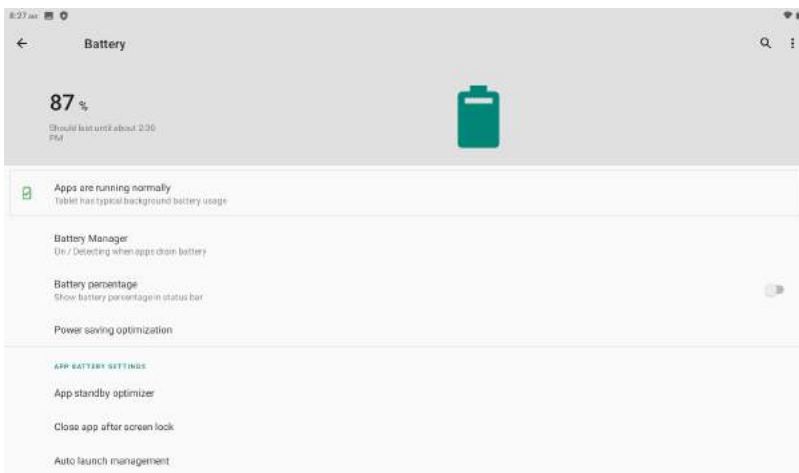 8:27 AM
Battery
87 %
Should last until about 2:30
PM
Apps are running normally
Tablet has typical background battery usage
Battery Manager
On / Detecting when apps drain battery
Battery percentage
Show battery percentage in status bar
Power saving optimization
APP BATTERY SETTINGS
App standby optimizer
Close app after screen lock
Auto launch management